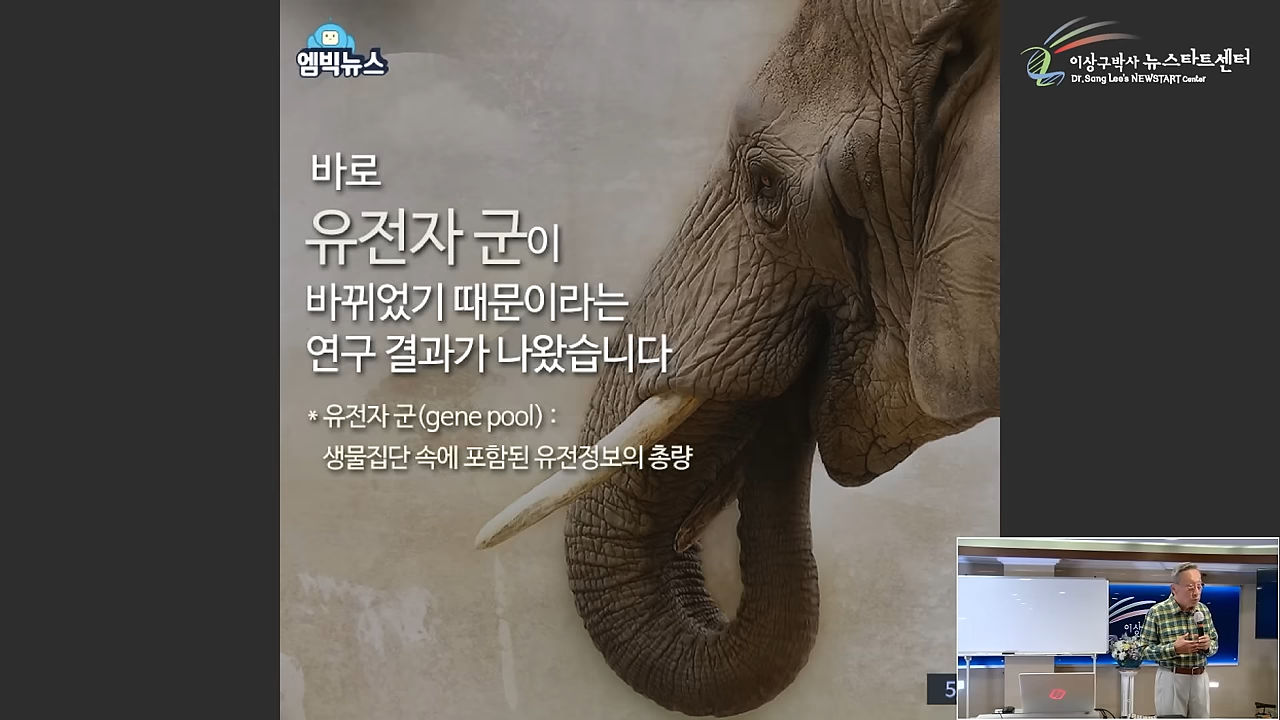 엠빅뉴스
이상구박사 뉴스타트센터
Dr. Sang Lee's NEWSTART Center
바로
유전자 군이
바뀌었기 때문이라는
연구 결과가 나왔습니다
* 유전자 군(gene pool) :
생물집단 속에 포함된 유전정보의 총량
5